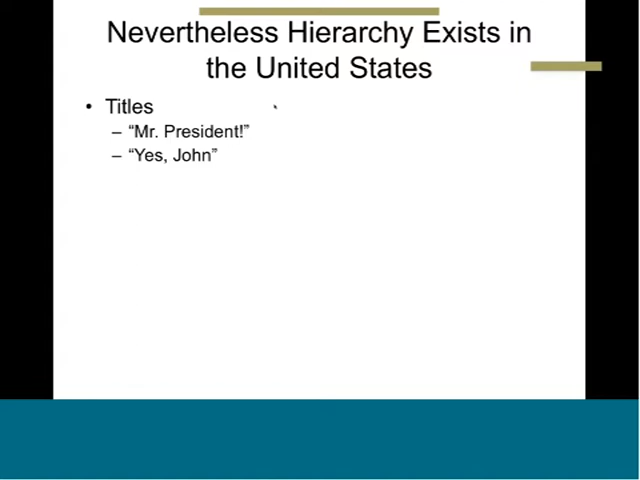 Nevertheless Hierarchy Exists in
the United States
• Titles
– “Mr. President!”
– “Yes, John”